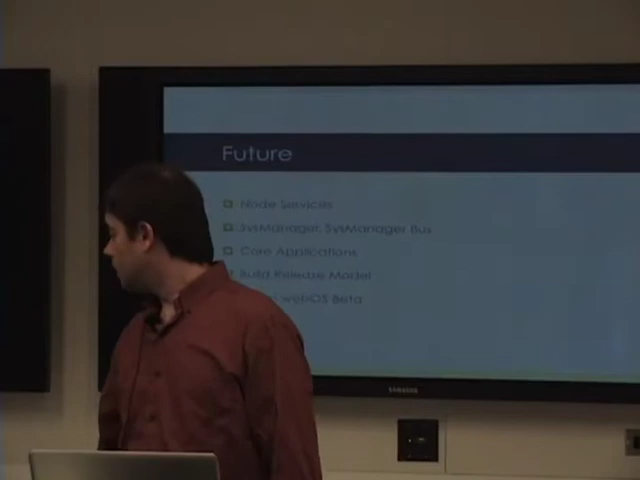 Future
Node Services
SysManager, SysManager Bus
Core Applications
Build Release Model
webOS Beta
SAMSUNG